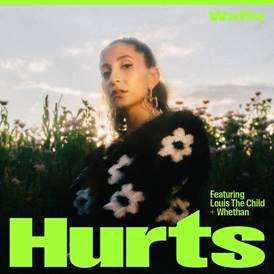 Wafia
Featuring
Louis The Child
+ Whethan
Hurts